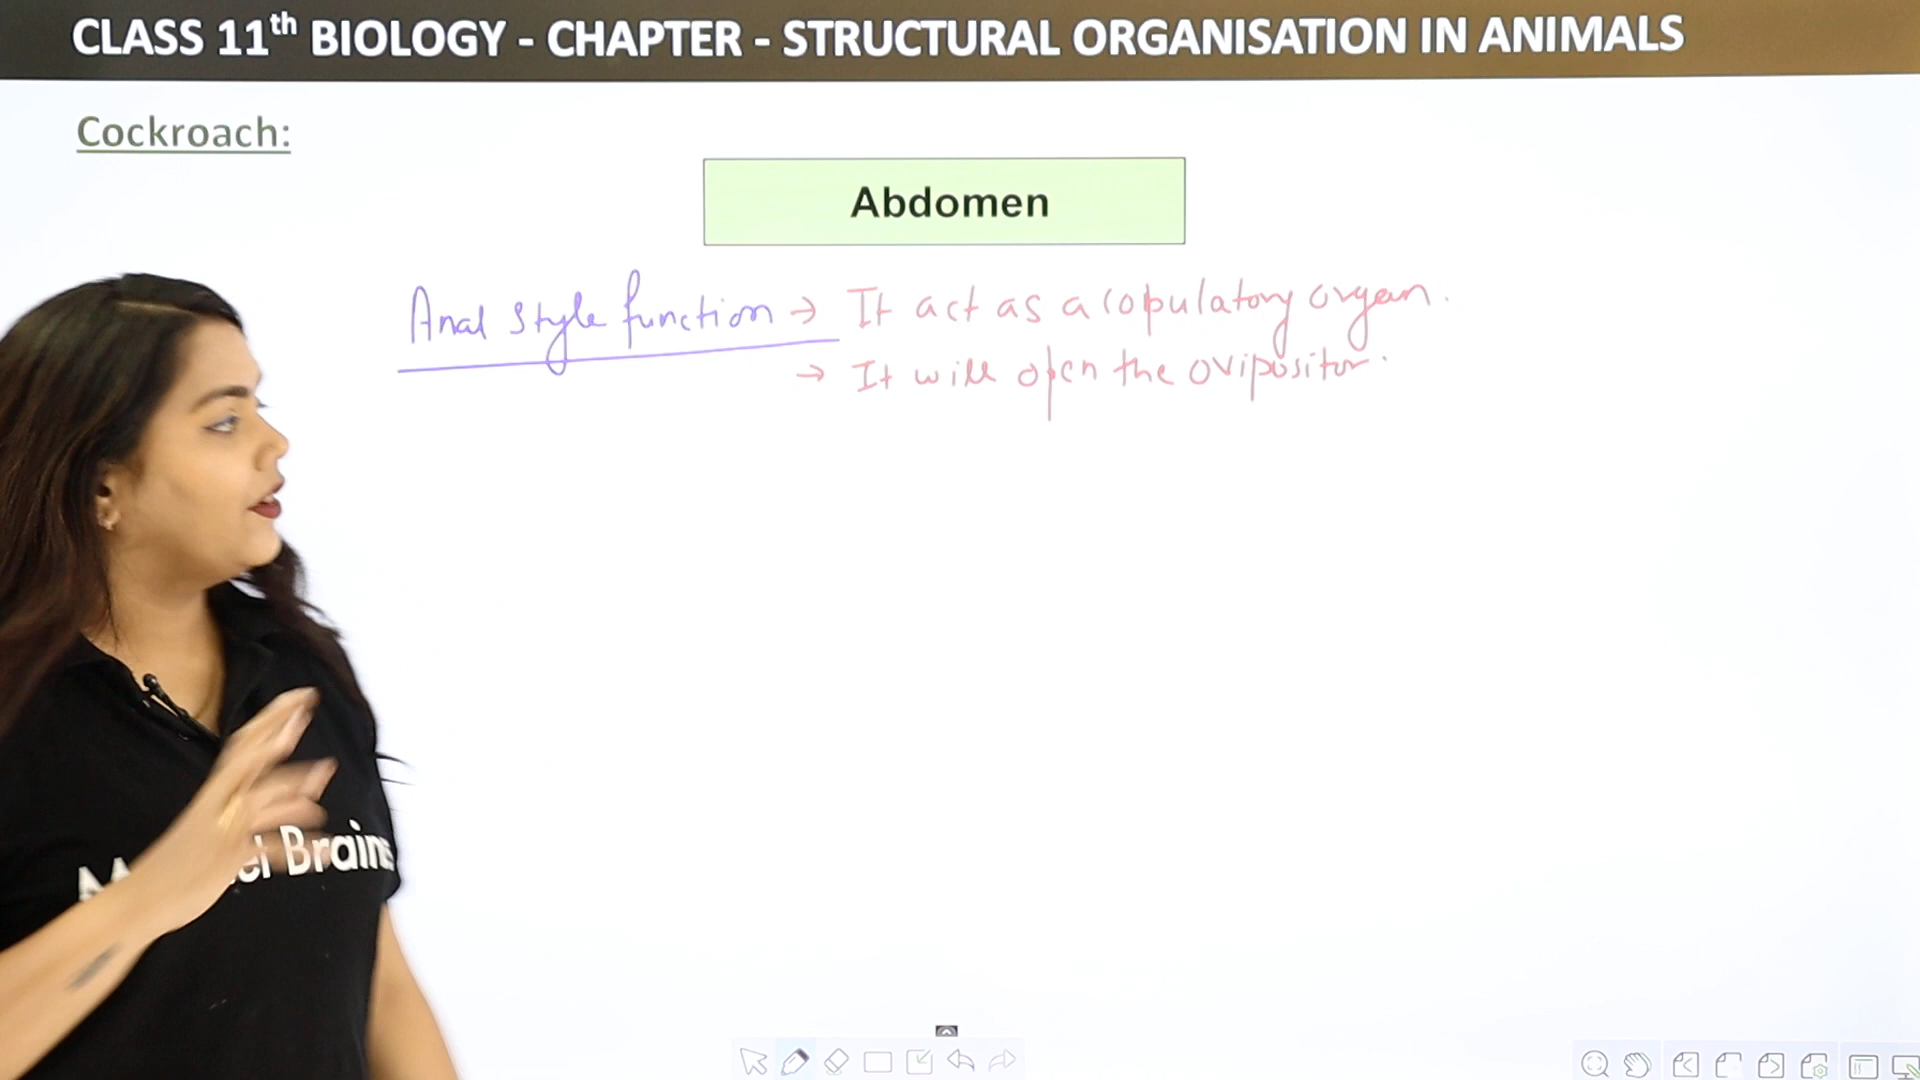 CLASS 11th BIOLOGY - CHAPTER - STRUCTURAL ORGANISATION IN ANIMALS
Cockroach:
Abdomen
Anal style function → It act as a copulatory organ.
→ It will open the ovipositor.
Brains